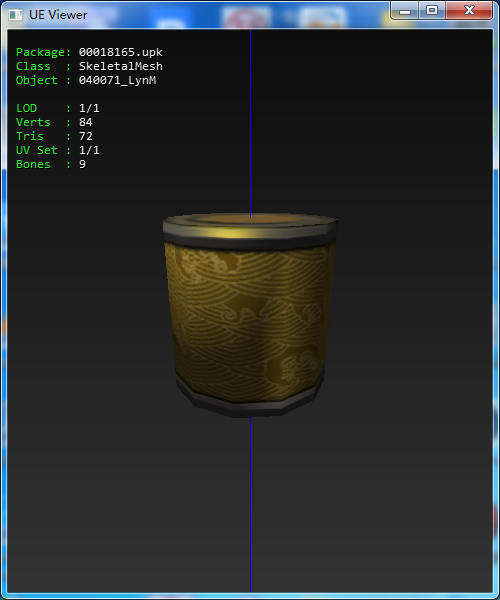 UE Viewer
Package: 00018165.upk
Class : SkeletalMesh
Object : 040071_LynM
LOD : 1/1
Verts : 84
Tris : 72
UV Set : 1/1
Bones : 9